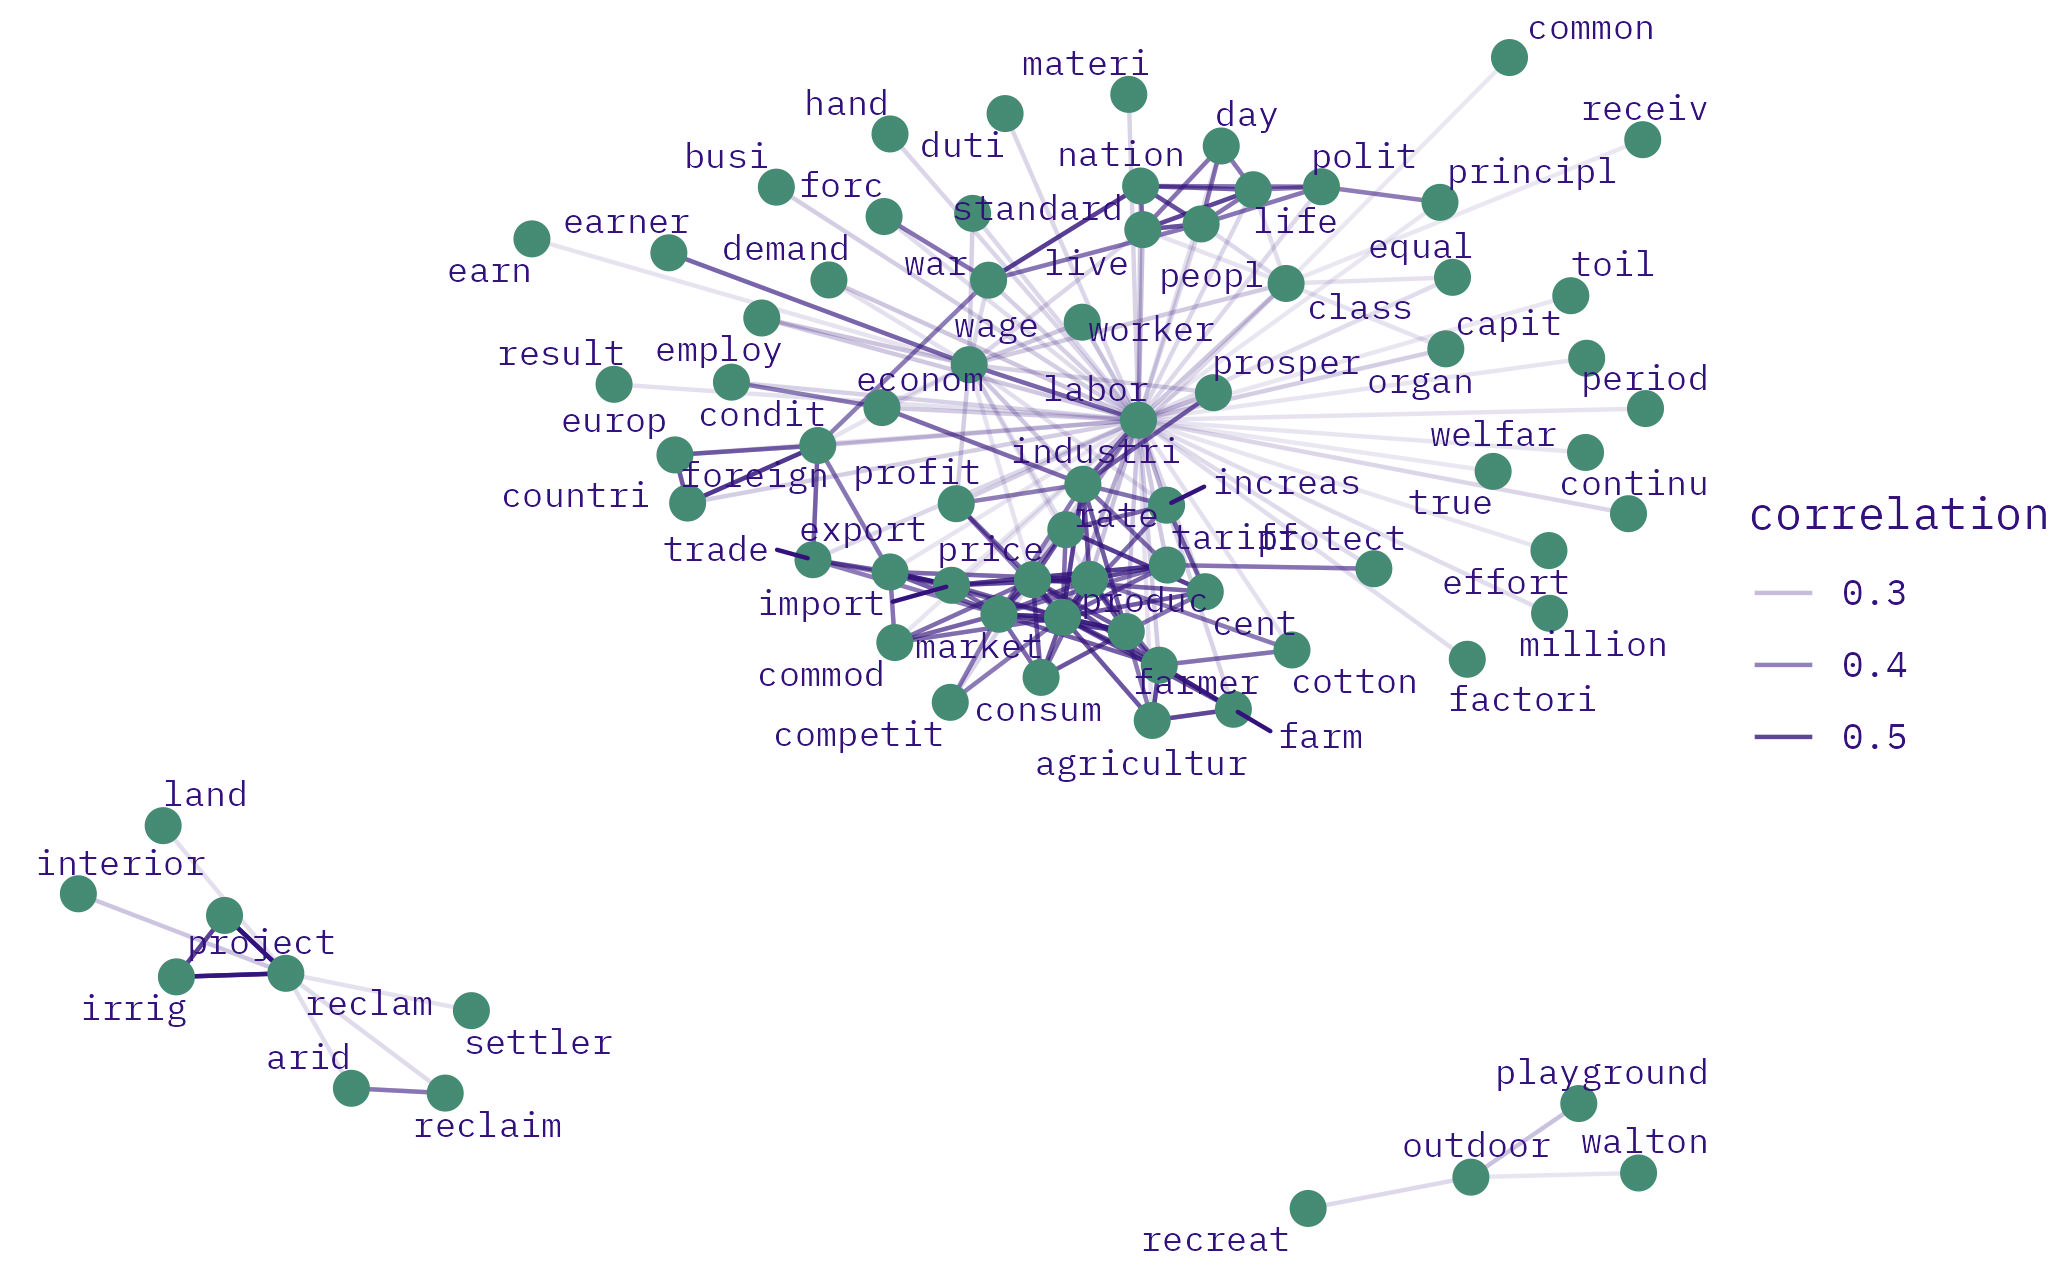 common
materi
hand
receiv
day
duti
nation
busi
polit
principl
forc
standard
earner
life
demand
equal
war
live
toil
earn
peopl
class
wage
worker
capit
result
employ
prosper
econom
organ
labor
period
europ
condit
welfar
industri
foreign
profit
increas
continu
countri
true
rate
correlation
export
tariff
protect
trade
price
0.3
effort
import
produc
cent
market
million
0.4
commod
farmer
cotton
factori
consum
competit
farm
0.5
agricultur
land
interior
project
reclam
irrig
settler
arid
playground
reclaim
outdoor
walton
recreat